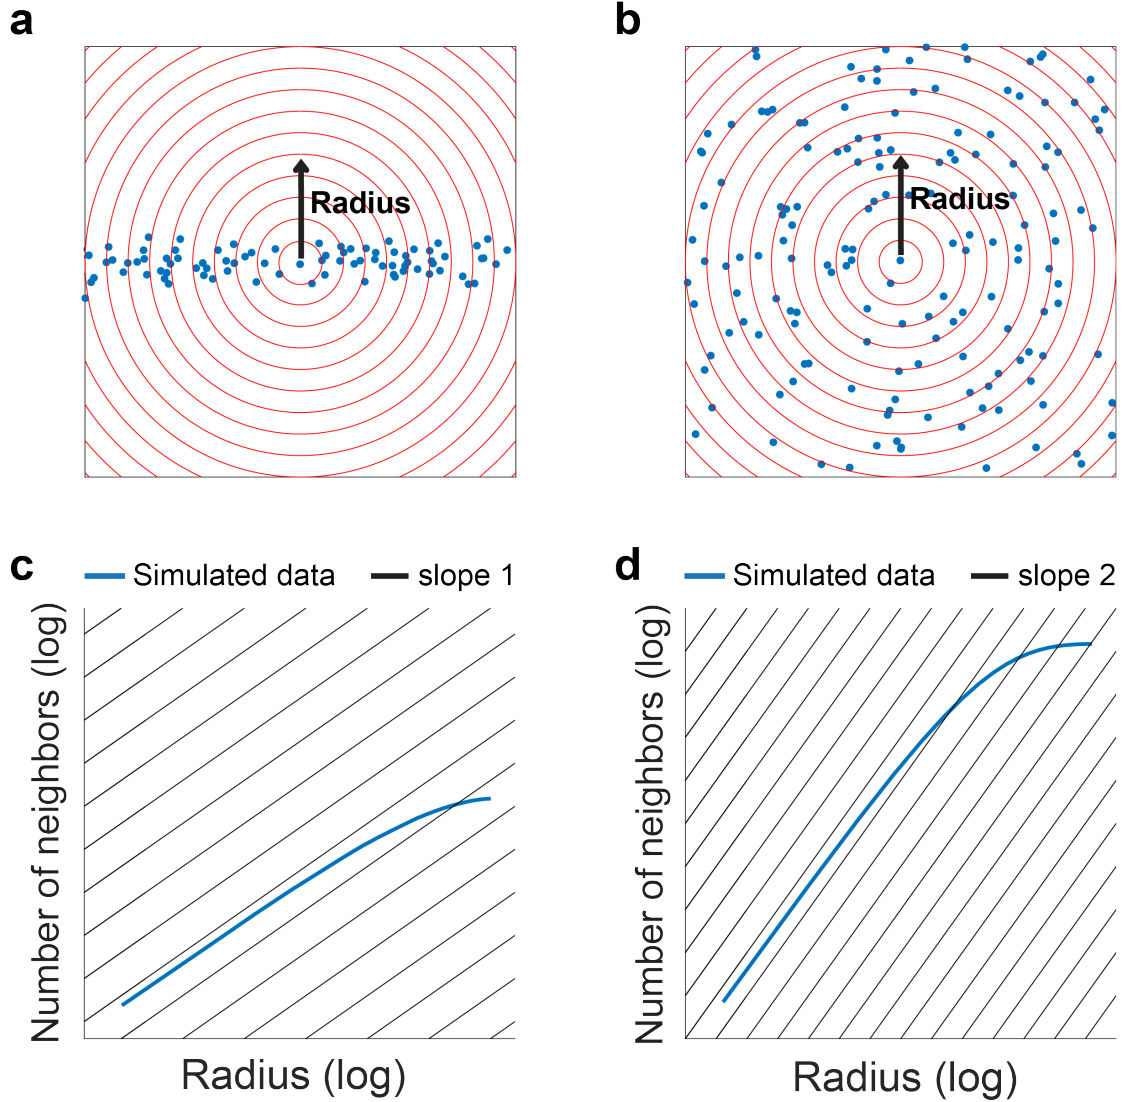 a
b
Radius
Radius
c
Simulated data
slope 1
d
Simulated data
slope 2
Number of neighbors (log)
Number of neighbors (log)
Radius (log)
Radius (log)